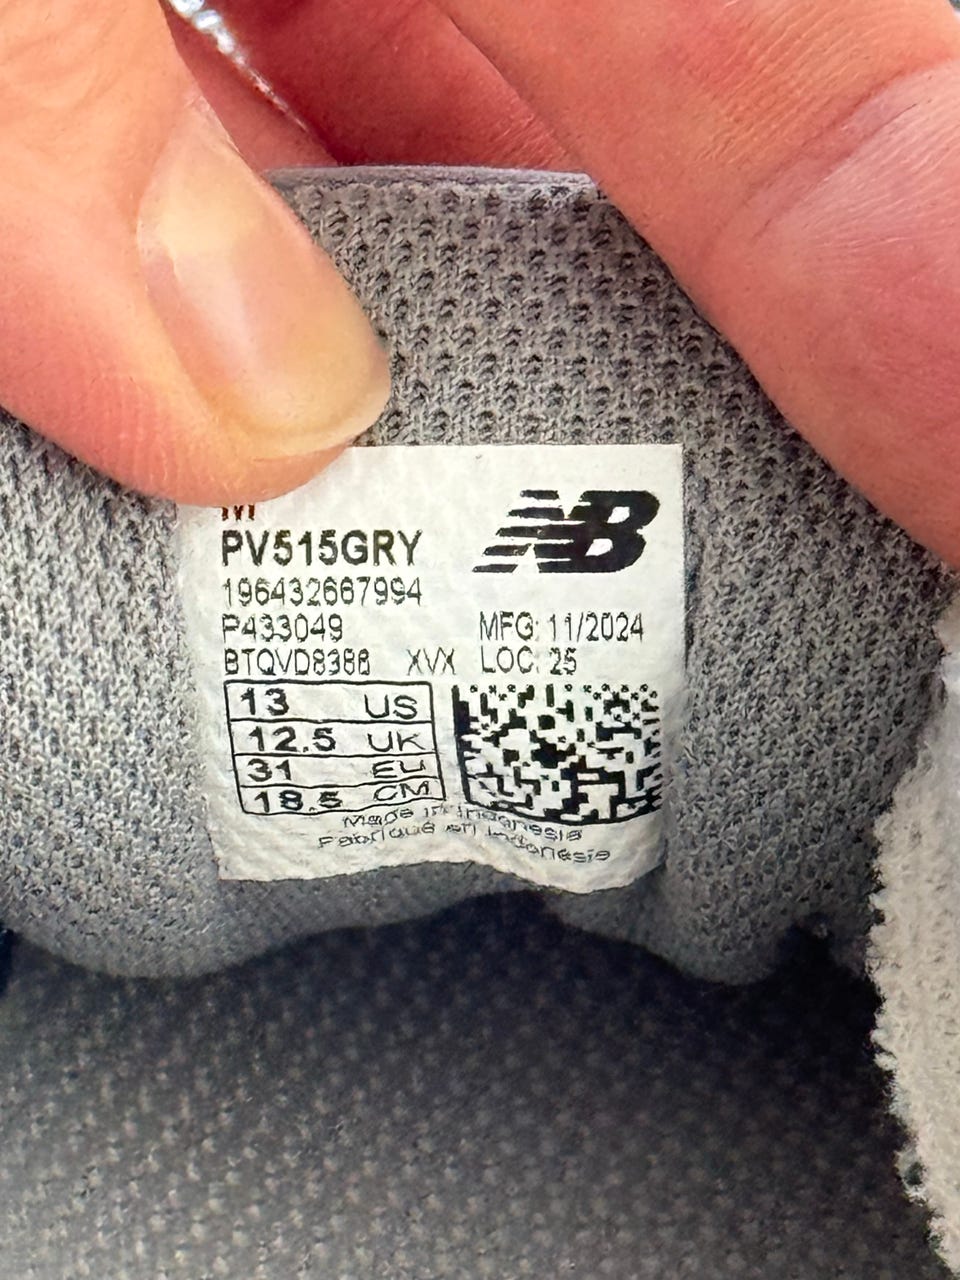 M
NB
PV515GRY
196432667994
P433049 MFG: 11/2024
BTQVD8388 XVX LOC: 25
13 US
12.5 UK
31 EU
18.5 CM
Made in Indonesia
Fabriqué en Indonésie